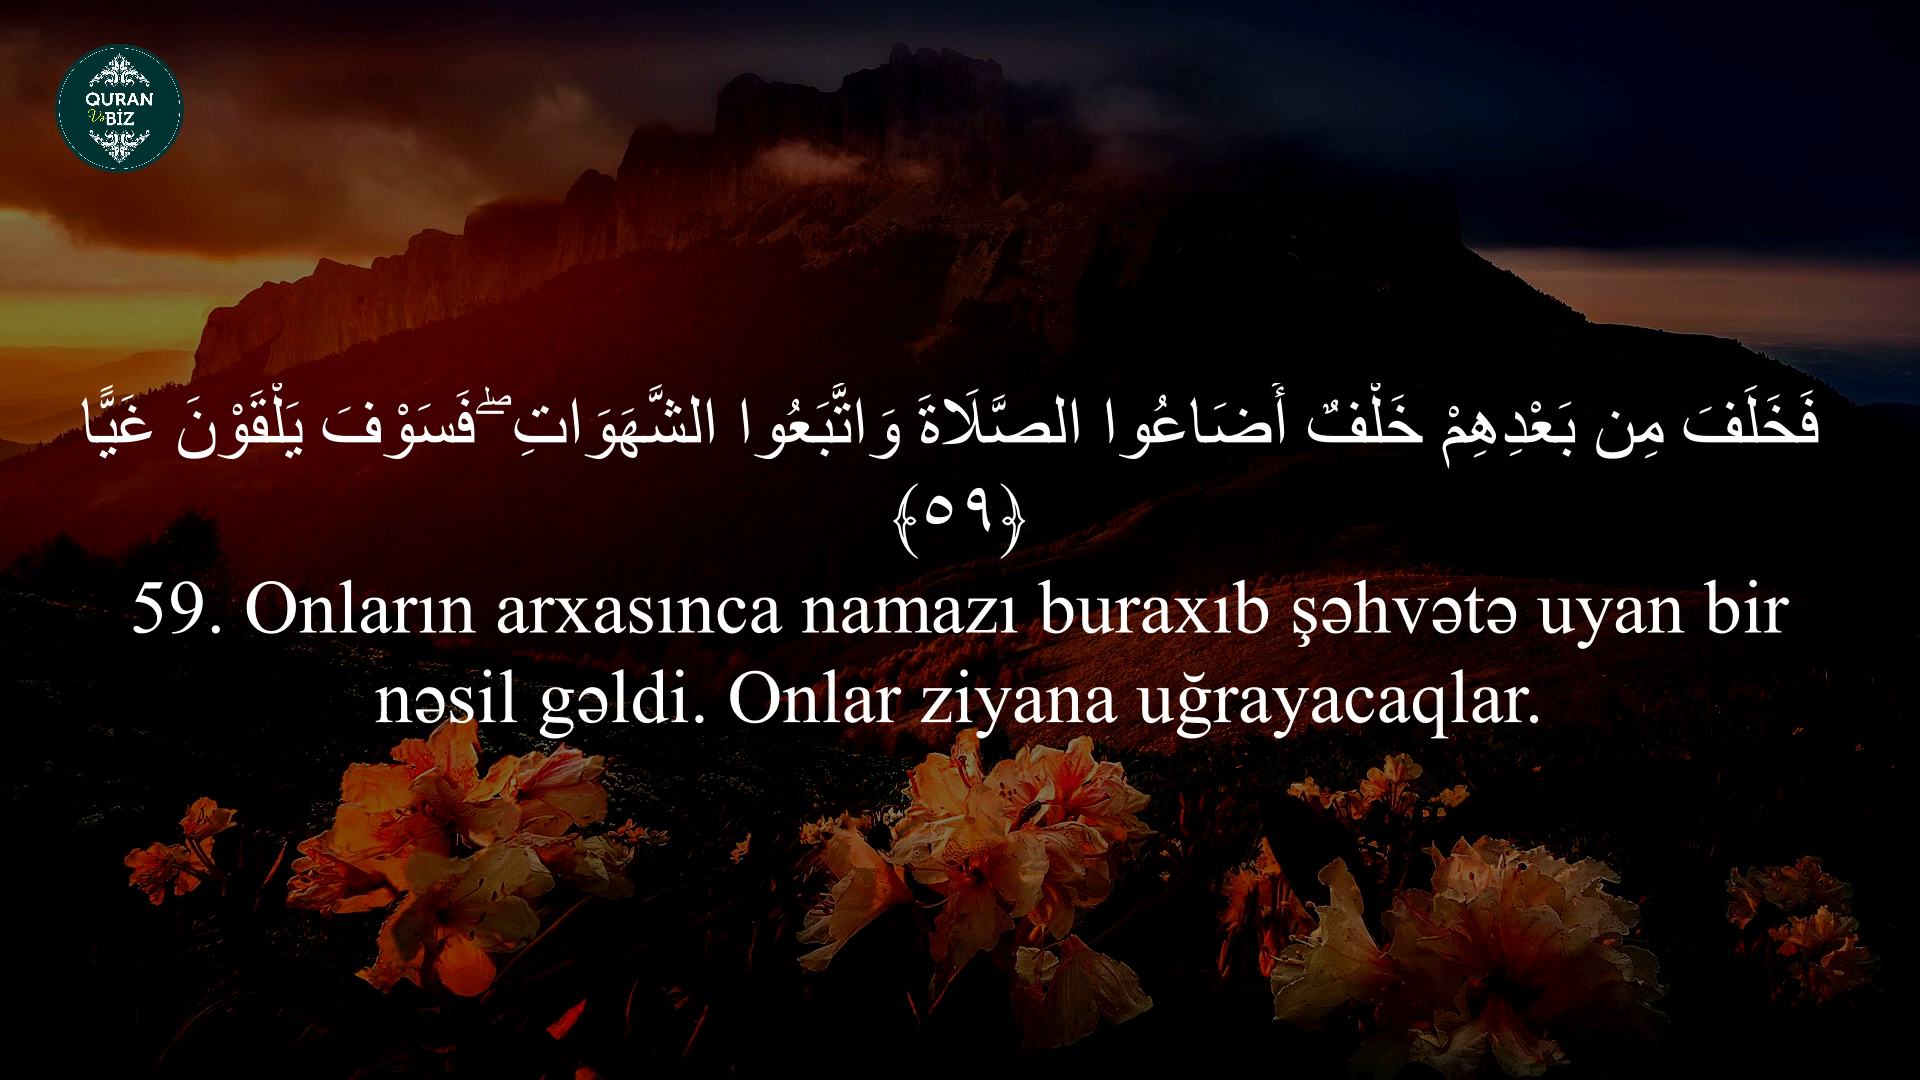 QURAN
Və BİZ
فَخَلَفَ مِن بَعْدِهِمْ خَلْفٌ أَضَاعُوا الصَّلَاةَ وَاتَّبَعُوا الشَّهَوَاتِ ۖ فَسَوْفَ يَلْقَوْنَ غَيًّا
﴿٥٩﴾
59. Onların arxasınca namazı buraxıb şəhvətə uyan bir
nəsil gəldi. Onlar ziyana uğrayacaqlar.